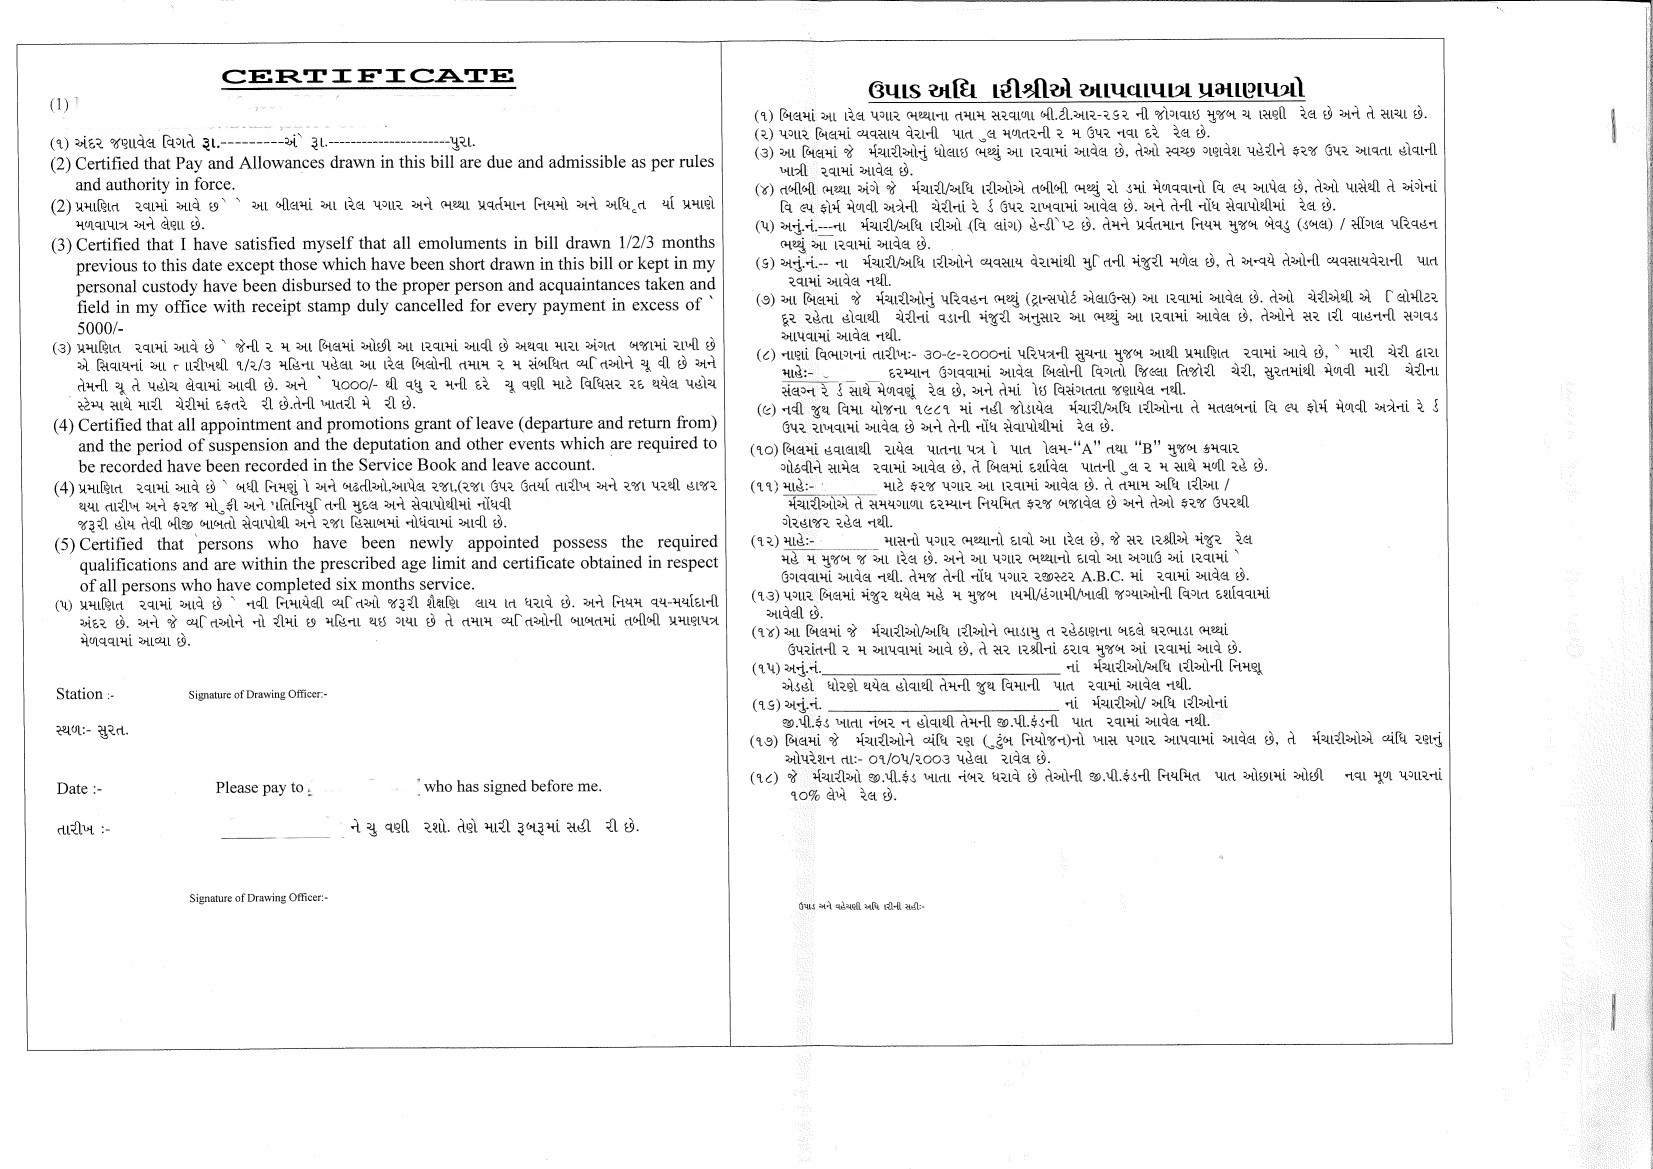 CERTIFICATE
(1)
(૧) અંદર જણાવેલ વિગતે રૂા.----------અંે રૂા.----------------------પુરા.
(2) Certified that Pay and Allowances drawn in this bill are due and admissible as per rules
and authority in force.
(2) પ્રમાણિત રવામાં આવે છે આ બીલમાં આ ારેલ પગાર અને ભથ્થા પ્રવર્તમાન નિયમો અને અધિ ૃત ર્યા પ્રમાણે
મળવાપાત્ર અને લેણા છે.
(3) Certified that I have satisfied myself that all emoluments in bill drawn 1/2/3 months
previous to this date except those which have been short drawn in this bill or kept in my
personal custody have been disbursed to the proper person and acquaintances taken and
field in my office with receipt stamp duly cancelled for every payment in excess of `
5000/-
(૩) પ્રમાણિત રવામાં આવે છે ે જેની ર મ આ બિલમાં ઓછી આ ારવામાં આવી છે અથવા મારા અંગત બજામાં રાખી છે
એ સિવાયનાં આ તારીખથી ૧/૨/૩ મહિના પહેલા આ ારેલ બિલોની તમામ ર મ સંબધિત વ્ય િતઓને ચૂ વી છે અને
તેમની ચૂ તે પહોચ લેવામાં આવી છે. અને ` ૫૦૦૦/- થી વધુ ર મની દરે ચૂ વણી માટે વિધિસર રદ થયેલ પહોચ
સ્ટેમ્પ સાથે મારી ચેરીમાં દફતરે રી છે.તેની ખાતરી મે રી છે.
(4) Certified that all appointment and promotions grant of leave (departure and return from)
and the period of suspension and the deputation and other events which are required to
be recorded have been recorded in the Service Book and leave account.
(4) પ્રમાણિત રવામાં આવે છે ે બધી નિમણું ો અને બઢતીઓ,આપેલ રજા,(રજા ઉપર ઉતર્યા તારીખ અને રજા પરથી હાજર
થયા તારીખ અને ફરજ મો ુફી અને પ્રતિનિયુ િતની મુદલ અને સેવાપોથીમાં નોંધવી
જરૂરી હોય તેવી બીજી બાબતો સેવાપોથી અને રજા હિસાબમાં નોધંવામાં આવી છે.
(5) Certified that persons who have been newly appointed possess the required
qualifications and are within the prescribed age limit and certificate obtained in respect
of all persons who have completed six months service.
(૫) પ્રમાણિત રવામાં આવે છે ે નવી નિમાયેલી વ્ય િતઓ જરૂરી શૈક્ષણિ લાય ાત ધરાવે છે. અને નિયમ વય-મર્યાદાની
અંદર છે. અને જે વ્ય િતઓને નો રીમાં છ મહિના થઇ ગયા છે તે તમામ વ્ય િતઓની બાબતમાં તબીબી પ્રમાણપત્ર
મેળવવામાં આવ્યા છે.
Station :- Signature of Drawing Officer:-
સ્થળઃ- સુરત.
Date :- Please pay to who has signed before me.
તારીખ :- ને ચુ વણી રશો. તેણે મારી રૂબરૂમાં સહી રી છે.
Signature of Drawing Officer:-
ઉપાડ અધિ ારીશ્રીએ આપવાપાત્ર પ્રમાણપત્રો
(૧) બિલમાં આ ારેલ પગાર ભથ્થાના તમામ સરવાળા બી.ટી.આર-૨૬૨ ની જોગવાઇ મુજબ ચ ાસણી રેલ છે અને તે સાચા છે.
(૨) પગાર બિલમાં વ્યવસાય વેરાની પાત ુલ મળતરની ર મ ઉપર નવા દરે રેલ છે.
(૩) આ બિલમાં જે ર્મચારીઓનું ધોલાઇ ભથ્થું આ ારવામાં આવેલ છે, તેઓ સ્વચ્છ ગણવેશ પહેરીને ફરજ ઉપર આવતા હોવાની
ખાત્રી રવામાં આવેલ છે.
(૪) તબીબી ભથ્થા અંગે જે ર્મચારી/અધિ ારીઓએ તબીબી ભથ્થું રો ડમાં મેળવવાનો વિ લ્પ આપેલ છે, તેઓ પાસેથી તે અંગેનાં
વિ લ્પ ફોર્મ મેળવી અત્રેની ચેરીનાં રે ર્ડ ઉપર રાખવામાં આવેલ છે. અને તેની નોંધ સેવાપોથીમાં રેલ છે.
(૫) અનું.નં.---ના ર્મચારી/અધિ ારીઓ (વિ લાંગ) હેન્ડી ેપ્ટ છે. તેમને પ્રર્વતમાન નિયમ મુજબ બેવડુ (ડબલ) / સીંગલ પરિવહન
ભથ્થું આં ારવામાં આવેલ છે.
(૬) અનું.નં.-- ના ર્મચારી/અધિ ારીઓને વ્યવસાય વેરામાંથી મુ િતની મંજુરી મળેલ છે, તે અન્વયે તેઓની વ્યવસાયવેરાની પાત
રવામાં આવેલ નથી.
(૭) આ બિલમાં જે ર્મચારીઓનું પરિવહન ભથ્થું (ટ્રાન્સપોર્ટ એલાઉન્સ) આ ારવામાં આવેલ છે. તેઓ ચેરીએથી એ િલોમીટર
દૂર રહેતા હોવાથી ચેરીનાં વડાની મંજુરી અનુસાર આ ભથ્થું આ ારવામાં આવેલ છે, તેઓને સર ારી વાહનની સગવડ
આપવામાં આવેલ નથી.
(૮) નાણાં વિભાગનાં તારીખઃ- ૩૦-૯-૨૦૦૦નાં પરિપત્રની સુચના મુજબ આથી પ્રમાણિત રવામાં આવે છે, ે મારી ચેરી દ્વારા
માહેઃ- દરમ્યાન ઉગવવામાં આવેલ બિલોની વિગતો જિલ્લા તિજોરી ચેરી, સુરતમાંથી મેળવી મારી ચેરીના
સંલગ્ન રે ર્ડ સાથે મેળવણું રેલ છે, અને તેમાં ોઇ વિસંગતતા જણાયેલ નથી.
(૯) નવી જુથ વિમા યોજના ૧૯૮૧ માં નહી જોડાયેલ ર્મચારી/અધિ ારીઓના તે મતલબનાં વિ લ્પ ફોર્મ મેળવી અત્રેનાં રે ર્ડ
ઉપર રાખવામાં આવેલ છે અને તેની નોંધ સેવાપોથીમાં રેલ છે.
(૧૦) બિલમાં હવાલાથી રાયેલ પાતના પત્ર ો પાત ોલમ-“A” તથા “B” મુજબ ક્રમવાર
ગોઠવીને સામેલ રવામાં આવેલ છે, તે બિલમાં દર્શાવેલ પાતની ુલ ર મ સાથે મળી રહે છે.
(૧૧) માહેઃ- માટે ફરજ પગાર આ ારવામાં આવેલ છે. તે તમામ અધિ રીઆ /
ર્મચારીઓએ તે સમયગાળા દરમ્યાન નિયમિત ફરજ બજાવેલ છે અને તેઓ ફરજ ઉપરથી
ગેરહાજર રહેલ નથી.
(૧૨) માહેઃ- માસનો પગાર ભથ્થાનો દાવો આ ારેલ છે, જે સર ારશ્રીએ મંજુર રેલ
મહે મ મુજબ જ આ ારેલ છે. અને આ પગાર ભથ્થાનો દાવો આ અગાઉ આં ારવામાં ે
ઉગવવામાં આવેલ નથી. તેમજ તેની નોંધ પગાર રજીસ્ટર A.B.C. માં રવામાં આવેલ છે.
(૧૩) પગાર બિલમાં મંજુર થયેલ મહે મ મુજબ ાયમી/હંગામી/ખાલી જગ્યાઓની વિગત દર્શાવવામાં
આવેલી છે.
(૧૪) આ બિલમાં જે ર્મચારીઓ/અધિ ારીઓને ભાડામુ ત રહેઠાણના બદલે ઘરભાડા ભથ્થાં
ઉપરાંતની ર મ આપવામાં આવે છે, તે સર ારશ્રીનાં ઠરાવ મુજબ આં ારવામાં આવે છે.
(૧૫) અનું.નં. નાં ર્મચારીઓ/અધિ ારીઓની નિમણૂ
એડહો ધોરણે થયેલ હોવાથી તેમની જુથ વિમાની પાત રવામાં આવેલ નથી.
(૧૬) અનું.નં. નાં ર્મચારીઓ/ અધિ ારીઓનાં
જી.પી.ફંડ ખાતા નંબર ન હોવાથી તેમની જી.પી.ફંડની પાત રવામાં આવેલ નથી.
(૧૭) બિલમાં જે ર્મચારીઓને વ્યંધિ રણ ( ુટુંબ નિયોજન)નો ખાસ પગાર આપવામાં આવેલ છે, તે ર્મચારીઓએ વ્યંધિ રણનું
ઓપરેશન તાઃ- ૦૧/૦૫/૨૦૦૩ પહેલા રાવેલ છે.
(૧૮) જે ર્મચારીઓ જી.પી.ફંડ ખાતા નંબર ધરાવે છે તેઓની જી.પી.ફંડની નિયમિત પાત ઓછામાં ઓછી નવા મૂળ પગારનાં
૧૦% લેખે રેલ છે.
ઉપાડ અને વહેચણી અધિ ારીની સહીઃ-